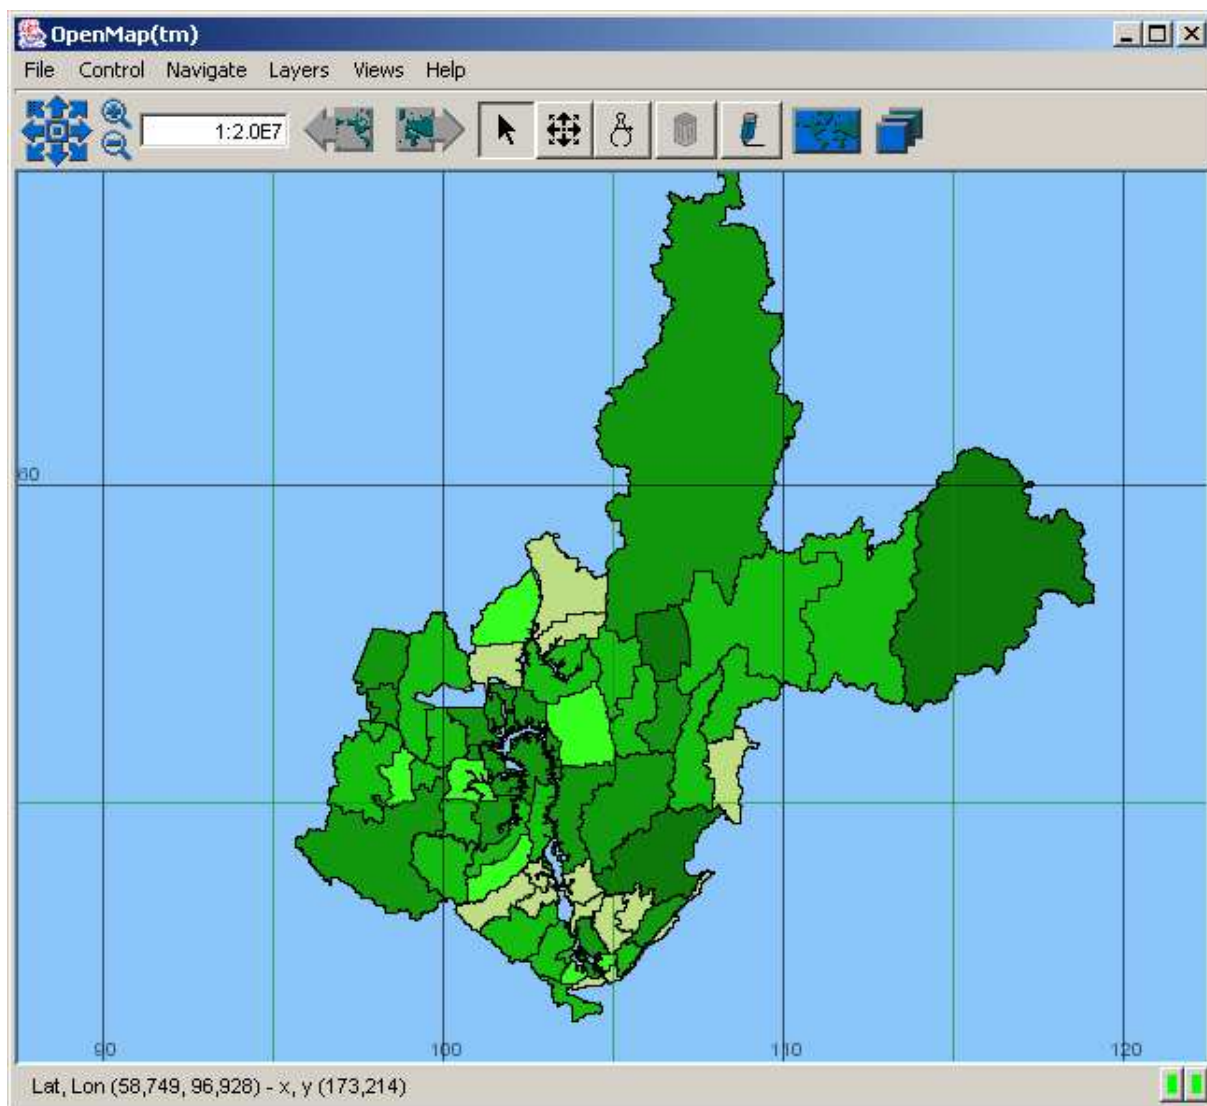 OpenMap(tm)
File Control Navigate Layers Views Help
1:2.0E7
60
90 100 110 120
Lat, Lon (58,749, 96,928) - x, y (173,214)